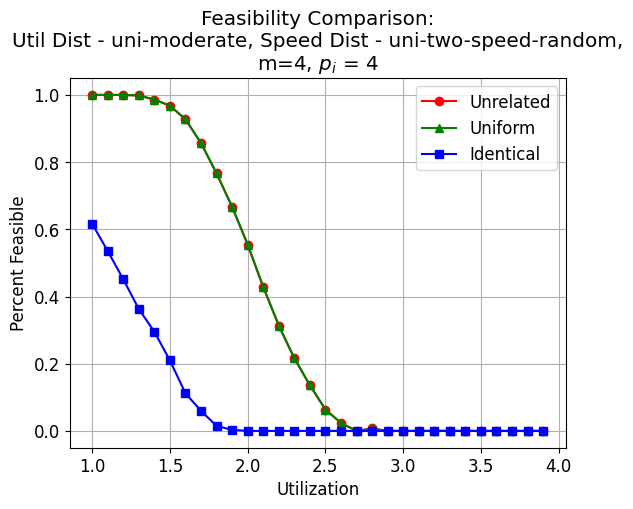 Feasibility Comparison:
Util Dist - uni-moderate, Speed Dist - uni-two-speed-random,
m=4, $p_i$ = 4
Unrelated
Uniform
Identical
Percent Feasible
1.0
0.8
0.6
0.4
0.2
0.0
1.0 1.5 2.0 2.5 3.0 3.5 4.0
Utilization